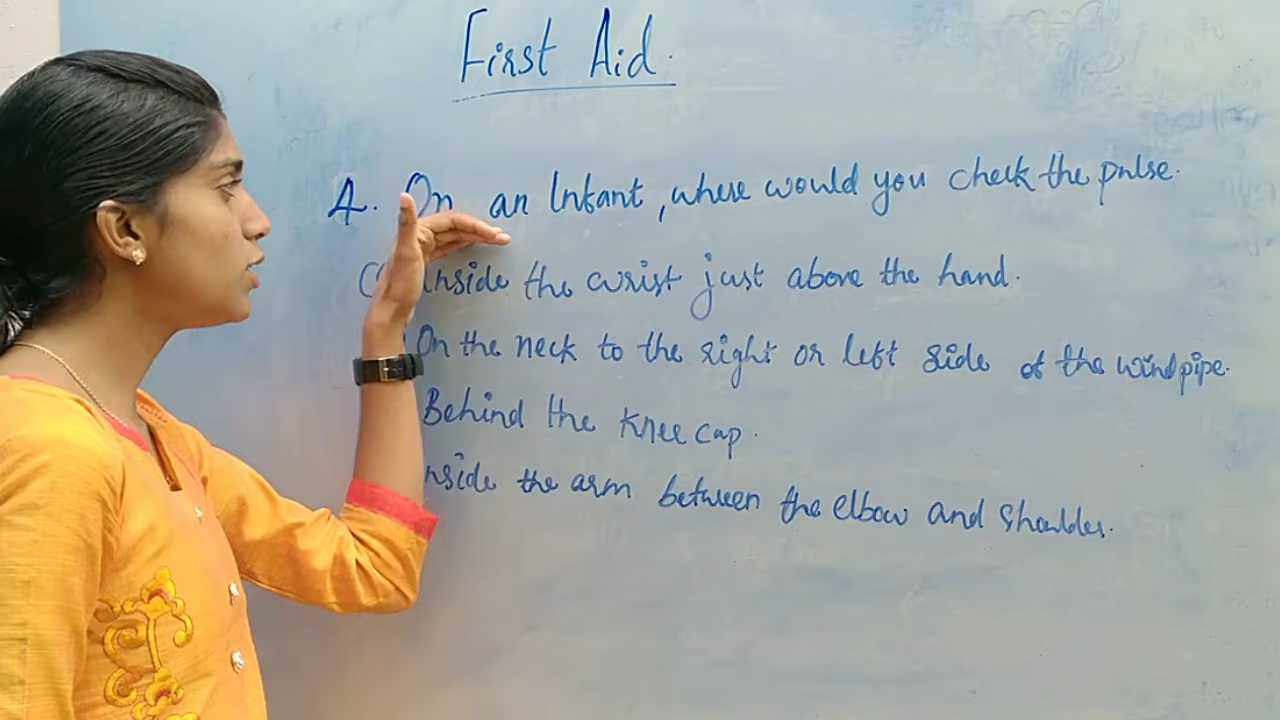 First Aid.
4. On an Infant, where would you check the pulse.
inside the wrist just above the hand.
On the neck to the right or left side of the windpipe.
Behind the knee cap.
nside the arm between the elbow and shoulder.